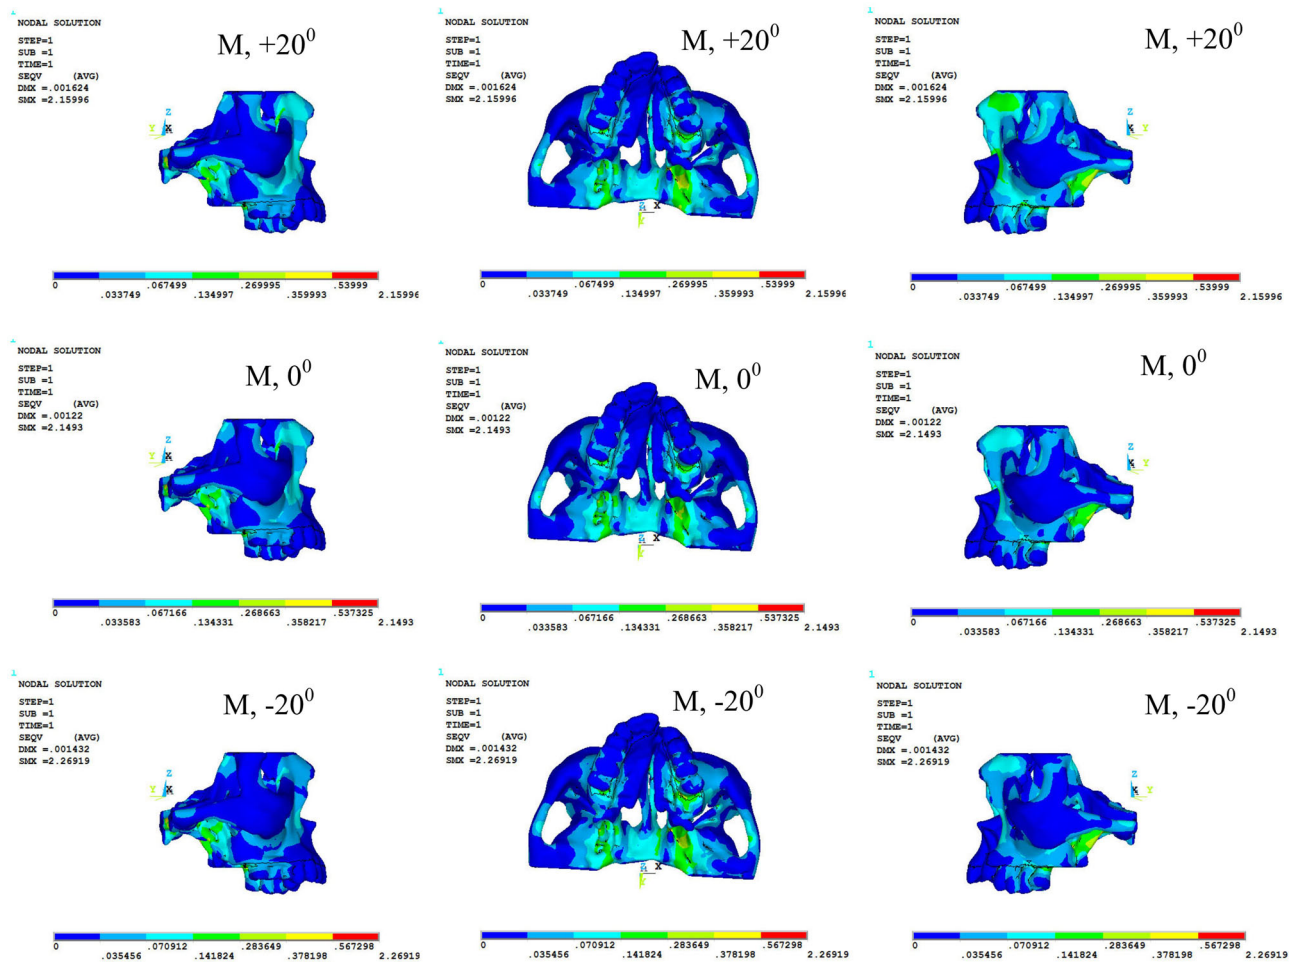 1
NODAL SOLUTION
STEP=1
SUB =1
TIME=1
SEQV (AVG)
DMX =.001624
SMX =2.15996
M, +20⁰
Z
Y X
0 .067499 .269995 .53999
.033749 .134997 .359993 2.15996
1
NODAL SOLUTION
STEP=1
SUB =1
TIME=1
SEQV (AVG)
DMX =.001624
SMX =2.15996
M, +20⁰
X
Y
0 .067499 .269995 .53999
.033749 .134997 .359993 2.15996
1
NODAL SOLUTION
STEP=1
SUB =1
TIME=1
SEQV (AVG)
DMX =.001624
SMX =2.15996
M, +20⁰
Z
X Y
0 .067499 .269995 .53999
.033749 .134997 .359993 2.15996
1
NODAL SOLUTION
STEP=1
SUB =1
TIME=1
SEQV (AVG)
DMX =.00122
SMX =2.1493
M, 0⁰
Z
Y X
0 .067166 .268663 .537325
.033583 .134331 .358217 2.1493
1
NODAL SOLUTION
STEP=1
SUB =1
TIME=1
SEQV (AVG)
DMX =.00122
SMX =2.1493
M, 0⁰
X
Y
0 .067166 .268663 .537325
.033583 .134331 .358217 2.1493
1
NODAL SOLUTION
STEP=1
SUB =1
TIME=1
SEQV (AVG)
DMX =.00122
SMX =2.1493
M, 0⁰
Z
X Y
0 .067166 .268663 .537325
.033583 .134331 .358217 2.1493
1
NODAL SOLUTION
STEP=1
SUB =1
TIME=1
SEQV (AVG)
DMX =.001432
SMX =2.26919
M, -20⁰
Z
Y X
0 .070912 .283649 .567298
.035456 .141824 .378198 2.26919
1
NODAL SOLUTION
STEP=1
SUB =1
TIME=1
SEQV (AVG)
DMX =.001432
SMX =2.26919
M, -20⁰
X
Y
0 .070912 .283649 .567298
.035456 .141824 .378198 2.26919
1
NODAL SOLUTION
STEP=1
SUB =1
TIME=1
SEQV (AVG)
DMX =.001432
SMX =2.26919
M, -20⁰
Z
X Y
0 .070912 .283649 .567298
.035456 .141824 .378198 2.26919